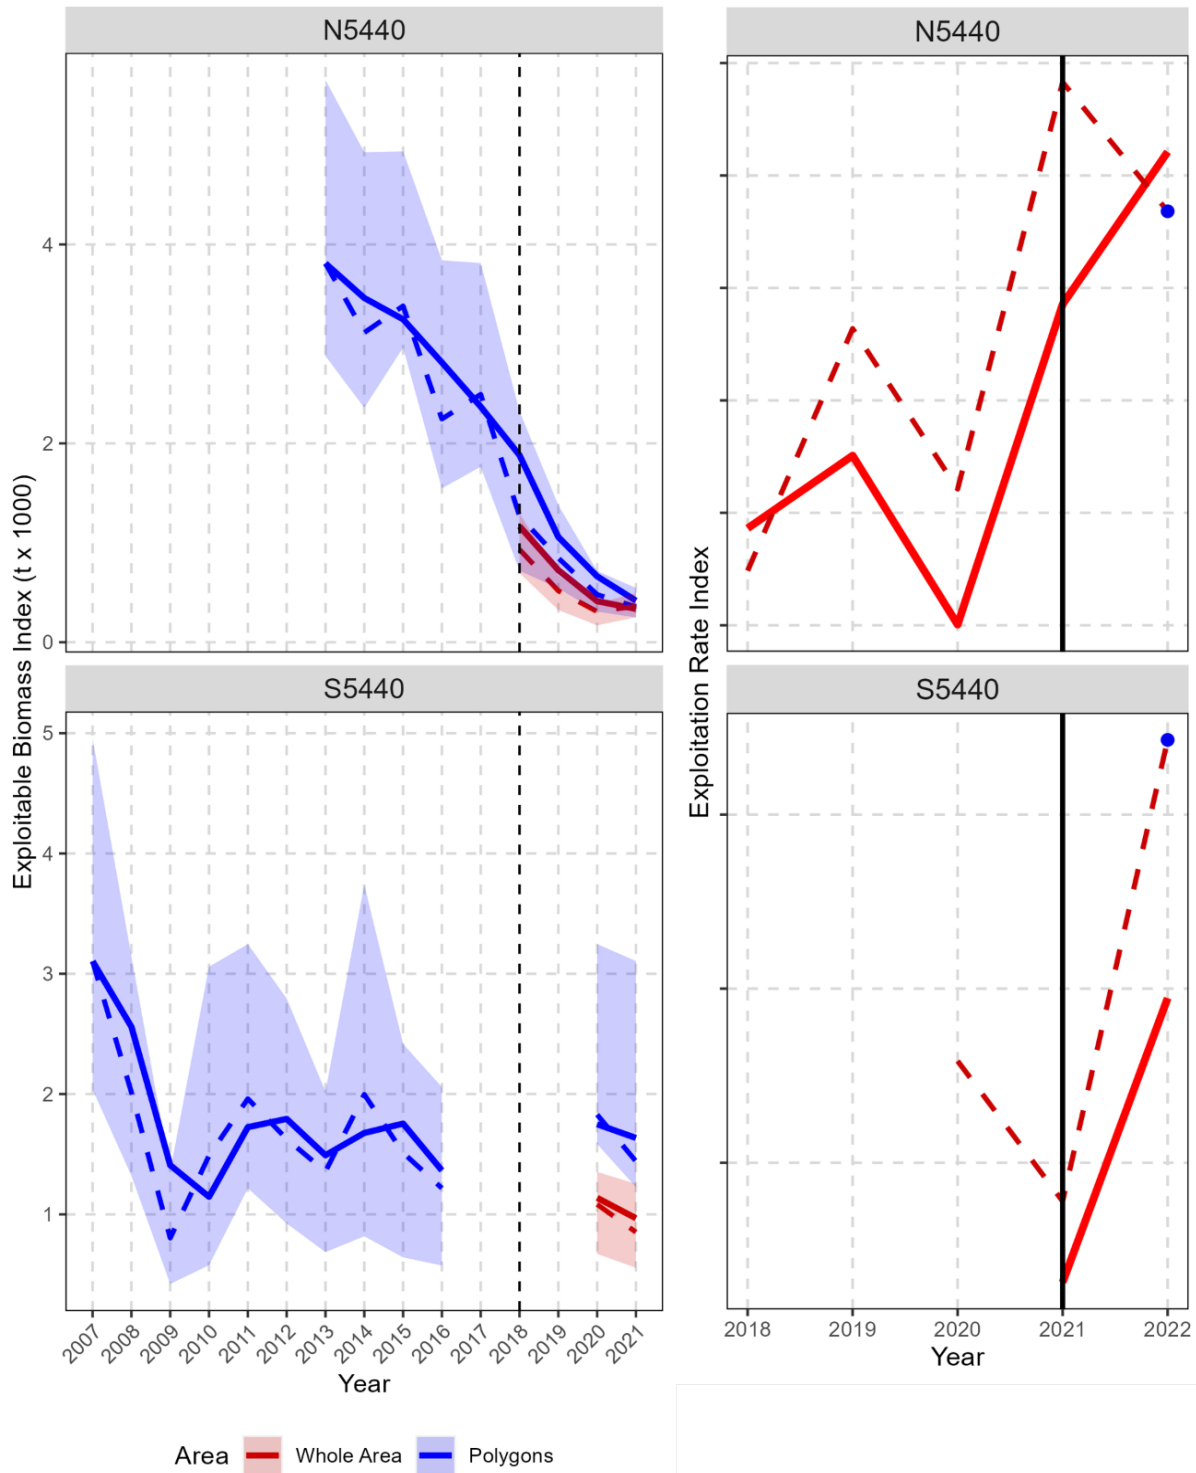 N5440
N5440
Exploitable Biomass Index (t x 1000)
4
2
0
Exploitation Rate Index
S5440
S5440
5
4
3
2
1
2007 2008 2009 2010 2011 2012 2013 2014 2015 2016 2017 2018 2019 2020 2021
Year
2018 2019 2020 2021 2022
Year
Area Whole Area Polygons